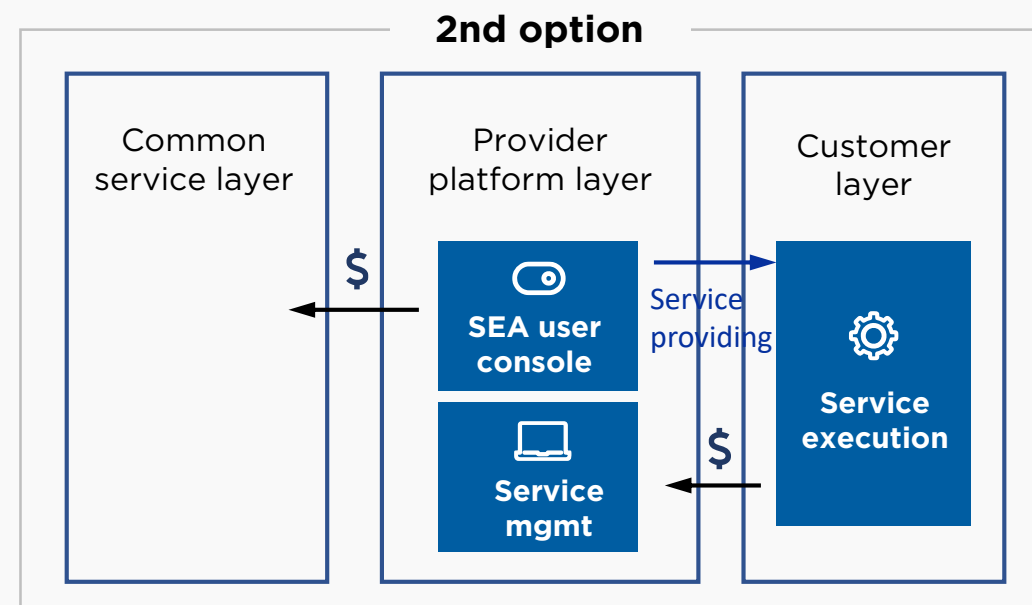 2nd option
Common
service layer
Provider
platform layer
Customer
layer
$
SEA user
console
Service
providing
Service
execution
$
Service
mgmt